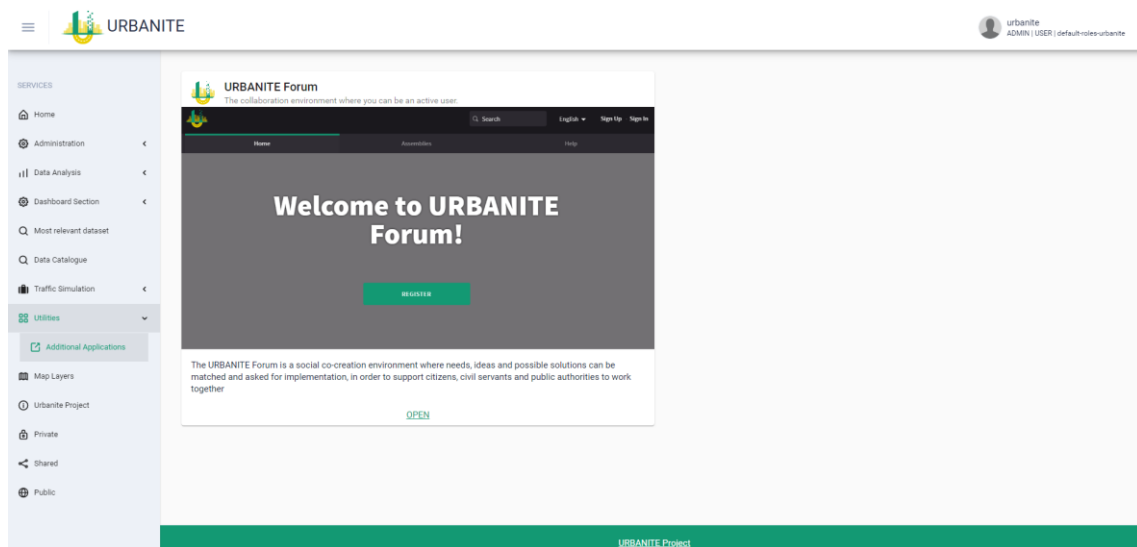 URBANITE
urbanite
ADMIN | USER | default-roles-urbanite
SERVICES
Home
Administration
Data Analysis
Dashboard Section
Most relevant dataset
Data Catalogue
Traffic Simulation
Utilities
Additional Applications
Map Layers
Urbanite Project
Private
Shared
Public
URBANITE Forum
The collaboration environment where you can be an active user.
Search
English
Sign Up
Sign In
Home
Assemblies
Help
Welcome to URBANITE
Forum!
REGISTER
The URBANITE Forum is a social co-creation environment where needs, ideas and possible solutions can be
matched and asked for implementation, in order to support citizens, civil servants and public authorities to work
together
OPEN
URBANITE Project